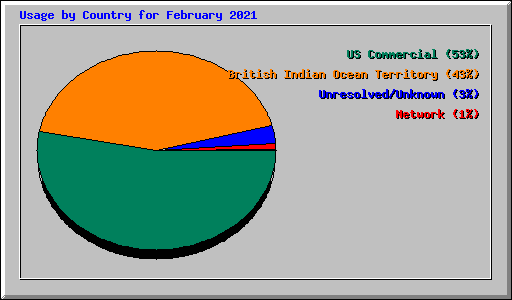 Usage by Country for February 2021
US Commercial (53%)
British Indian Ocean Territory (43%)
Unresolved/Unknown (3%)
Network (1%)